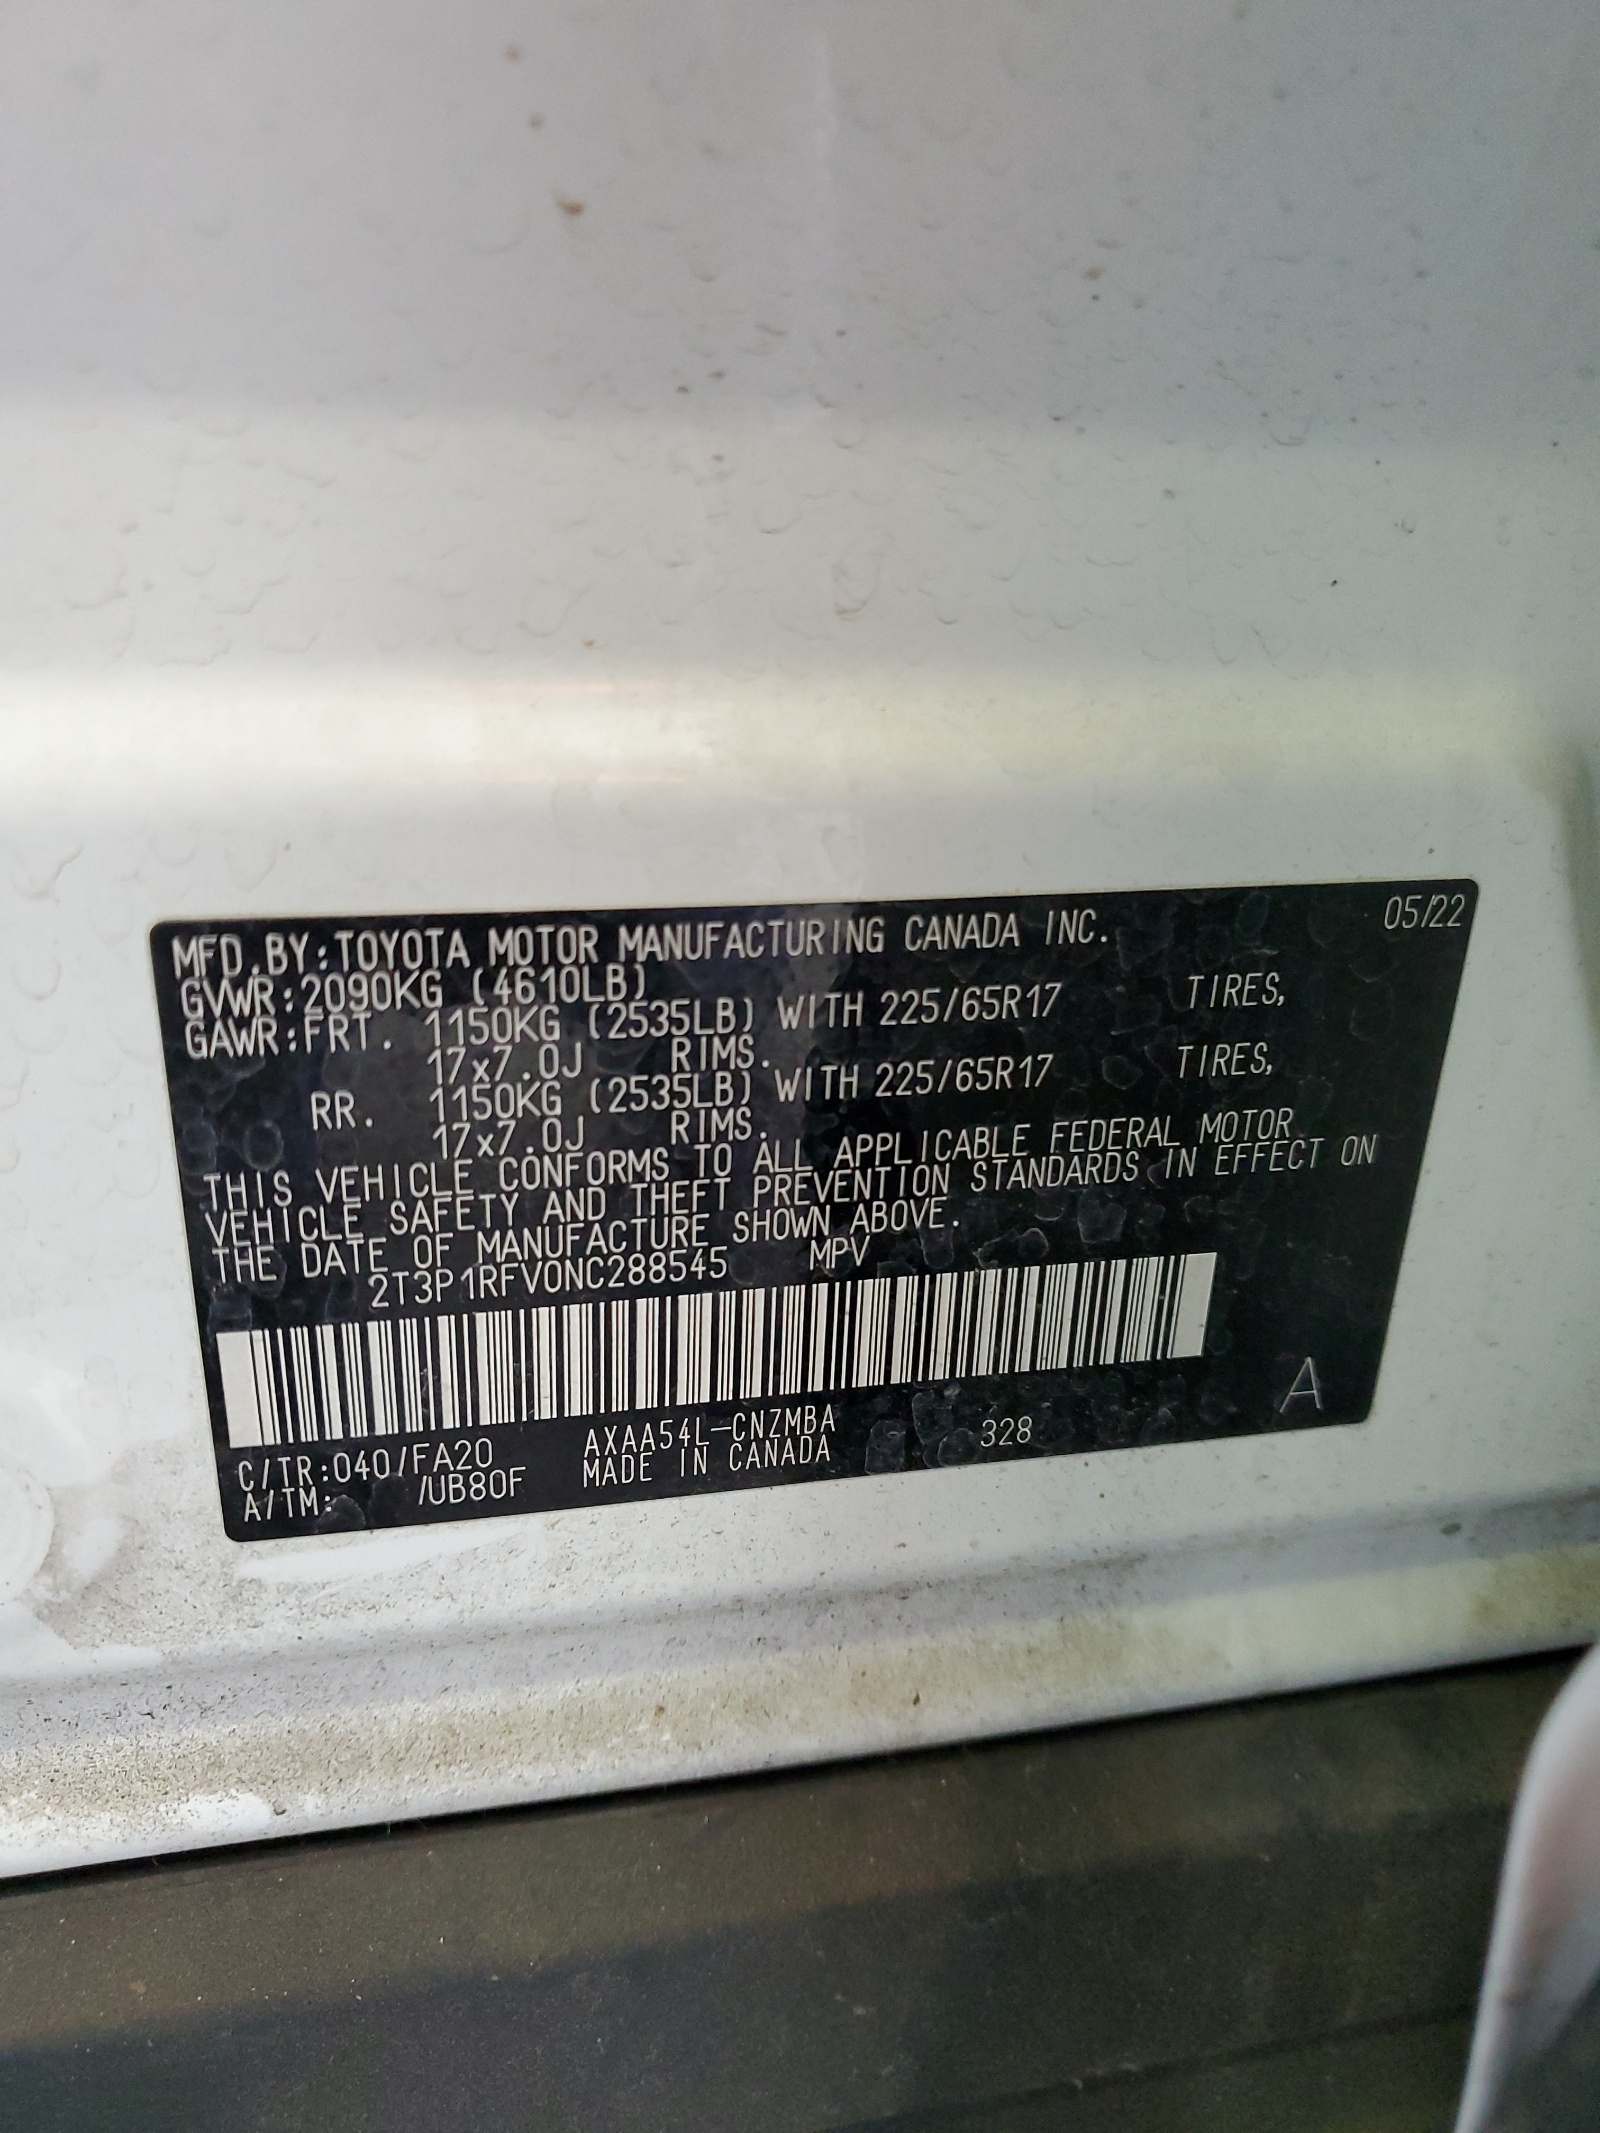 MFD.BY:TOYOTA MOTOR MANUFACTURING CANADA INC. 05/22
GVWR:2090KG (4610LB)
GAWR:FRT. 1150KG (2535LB) WITH 225/65R17 TIRES,
17x7.0J RIMS.
RR. 1150KG (2535LB) WITH 225/65R17 TIRES,
17x7.0J RIMS.
THIS VEHICLE CONFORMS TO ALL APPLICABLE FEDERAL MOTOR
VEHICLE SAFETY AND THEFT PREVENTION STANDARDS IN EFFECT ON
THE DATE OF MANUFACTURE SHOWN ABOVE.
2T3P1RFV0NC288545 MPV
C/TR:040/FA20 AXAA54L-CNZMBA 328 A
A/TM: /UB80F MADE IN CANADA